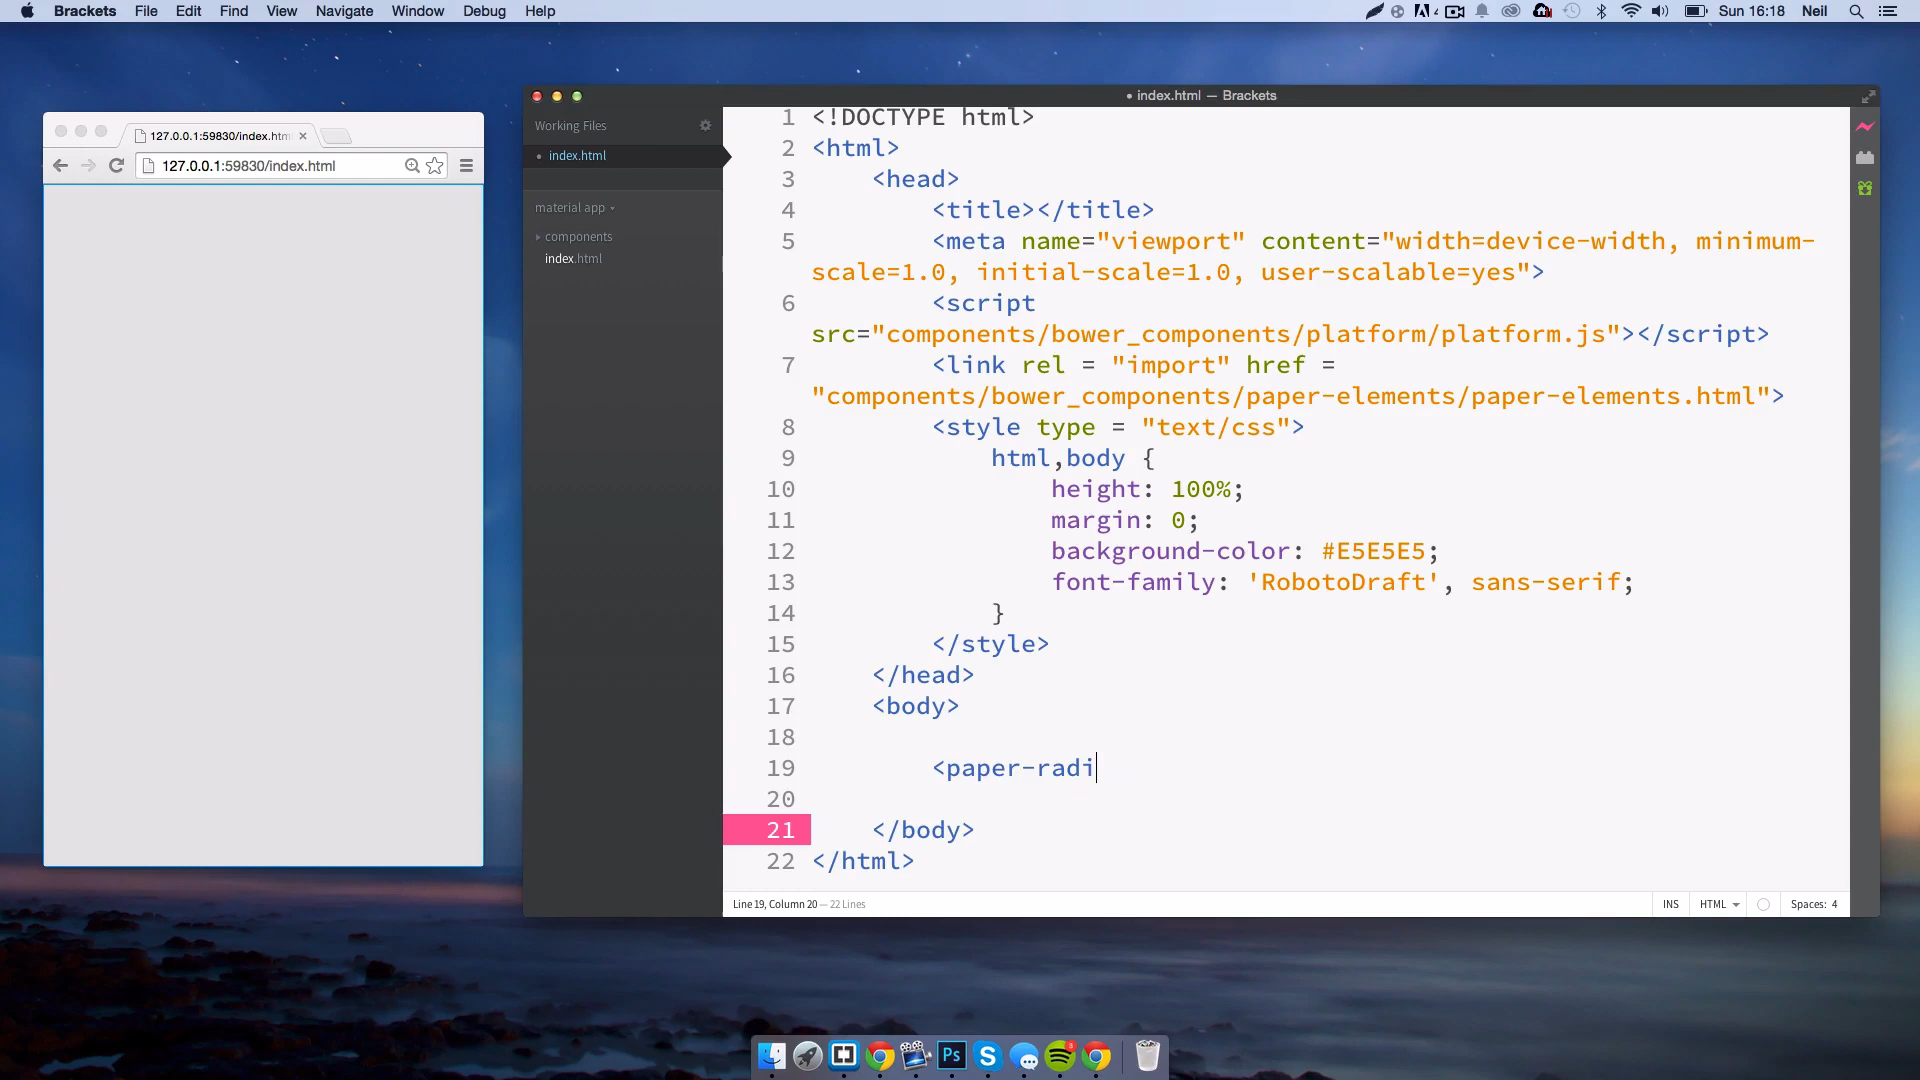 Brackets File Edit Find View Navigate Window Debug Help
4 Sun 16:18 Neil
127.0.0.1:59830/index.htm
127.0.0.1:59830/index.html
• index.html — Brackets
Working Files
• index.html
material app
components
index.html
1 <!DOCTYPE html>
2 <html>
3 <head>
4 <title></title>
5 <meta name="viewport" content="width=device-width, minimum-
scale=1.0, initial-scale=1.0, user-scalable=yes">
6 <script
src="components/bower_components/platform/platform.js"></script>
7 <link rel = "import" href =
"components/bower_components/paper-elements/paper-elements.html">
8 <style type = "text/css">
9 html,body {
10 height: 100%;
11 margin: 0;
12 background-color: #E5E5E5;
13 font-family: 'RobotoDraft', sans-serif;
14 }
15 </style>
16 </head>
17 <body>
18
19 <paper-radi
20
21 </body>
22 </html>
Line 19, Column 20 — 22 Lines
INS HTML Spaces: 4
Ps S